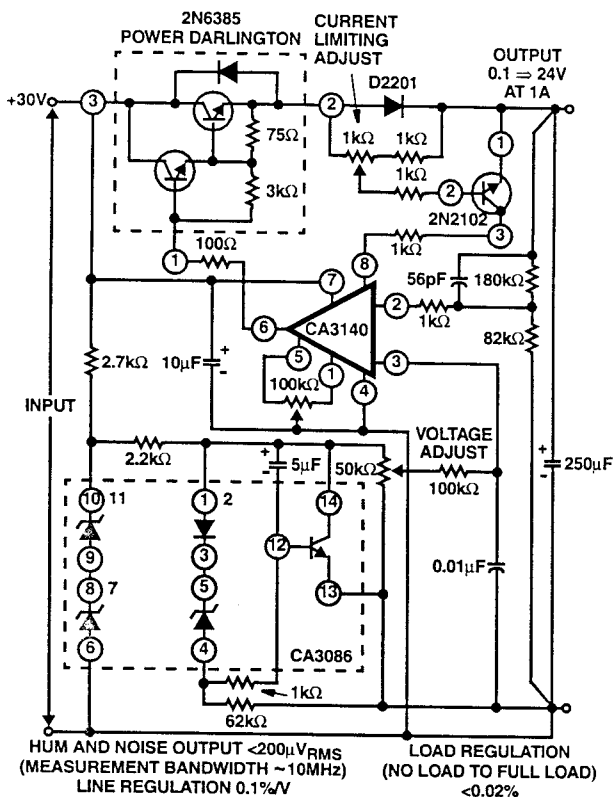 2N6385
POWER DARLINGTON
CURRENT
LIMITING
ADJUST
OUTPUT
0.1 ⇒ 24V
AT 1A
D2201
+30V
3
2
1kΩ
1kΩ
1kΩ
75Ω
3kΩ
1
2
2N2102
3
1kΩ
1
100Ω
8
56pF
180kΩ
7
2
6
CA3140
1kΩ
82kΩ
2.7kΩ
10μF
+
-
5
1
4
3
100kΩ
INPUT
VOLTAGE
ADJUST
2.2kΩ
+
-
5μF
50kΩ
100kΩ
+
-
250μF
10
11
1
2
14
9
3
12
8
7
5
13
0.01μF
6
4
CA3086
1kΩ
62kΩ
HUM AND NOISE OUTPUT <200μVRMS
(MEASUREMENT BANDWIDTH ~10MHz)
LINE REGULATION 0.1%/V
LOAD REGULATION
(NO LOAD TO FULL LOAD)
<0.02%